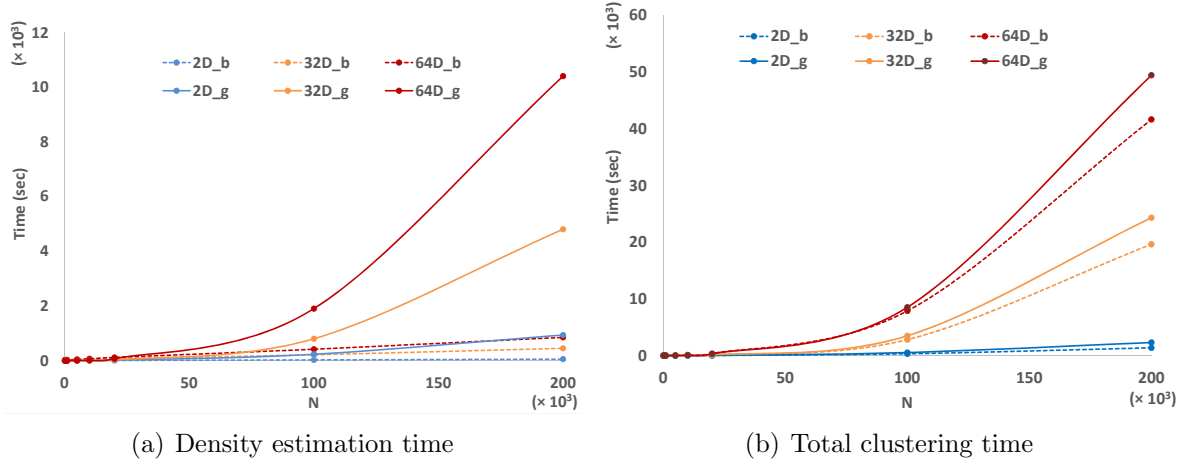 (× 10³)
12
10
8
6
4
2
0
Time (sec)
2D_b 32D_b 64D_b
2D_g 32D_g 64D_g
0 50 100 150 200
N (× 10³)
(a) Density estimation time
(× 10³)
60
50
40
30
20
10
0
Time (sec)
2D_b 32D_b 64D_b
2D_g 32D_g 64D_g
0 50 100 150 200
N (× 10³)
(b) Total clustering time